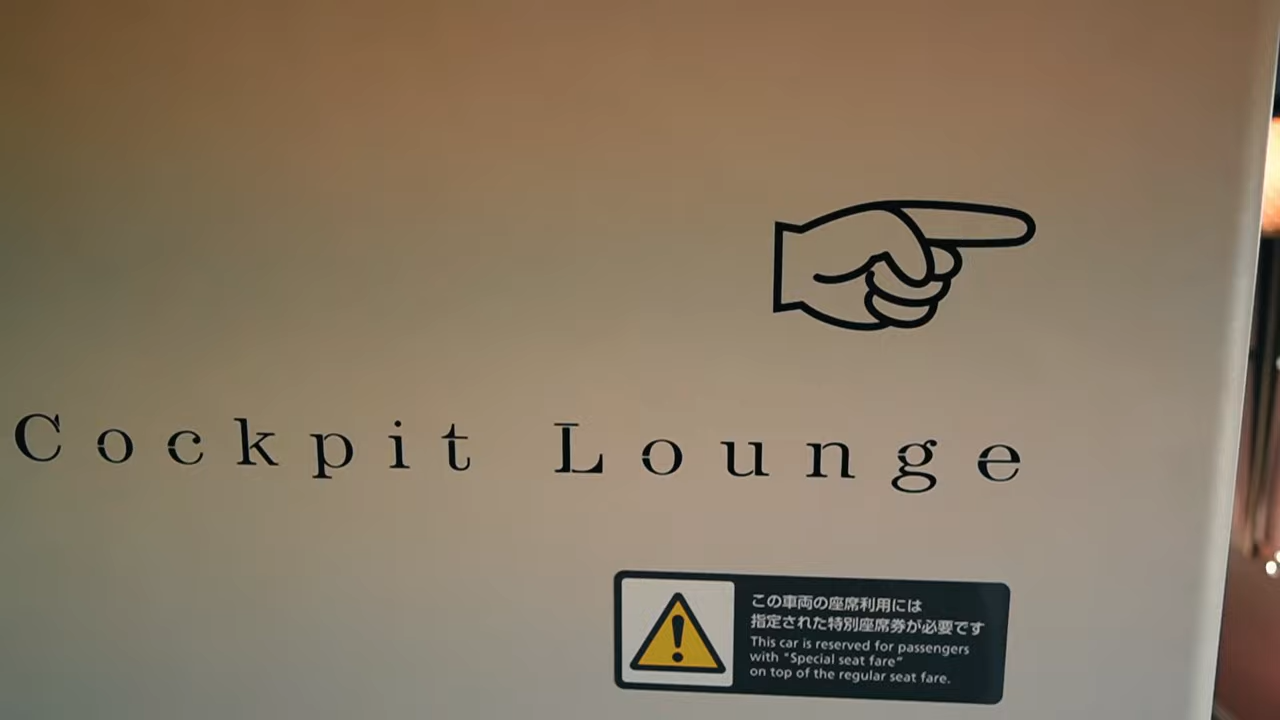 Cockpit Lounge
この車両の座席利用には
指定された特別座席券が必要です
This car is reserved for passengers
with "Special seat fare"
on top of the regular seat fare.